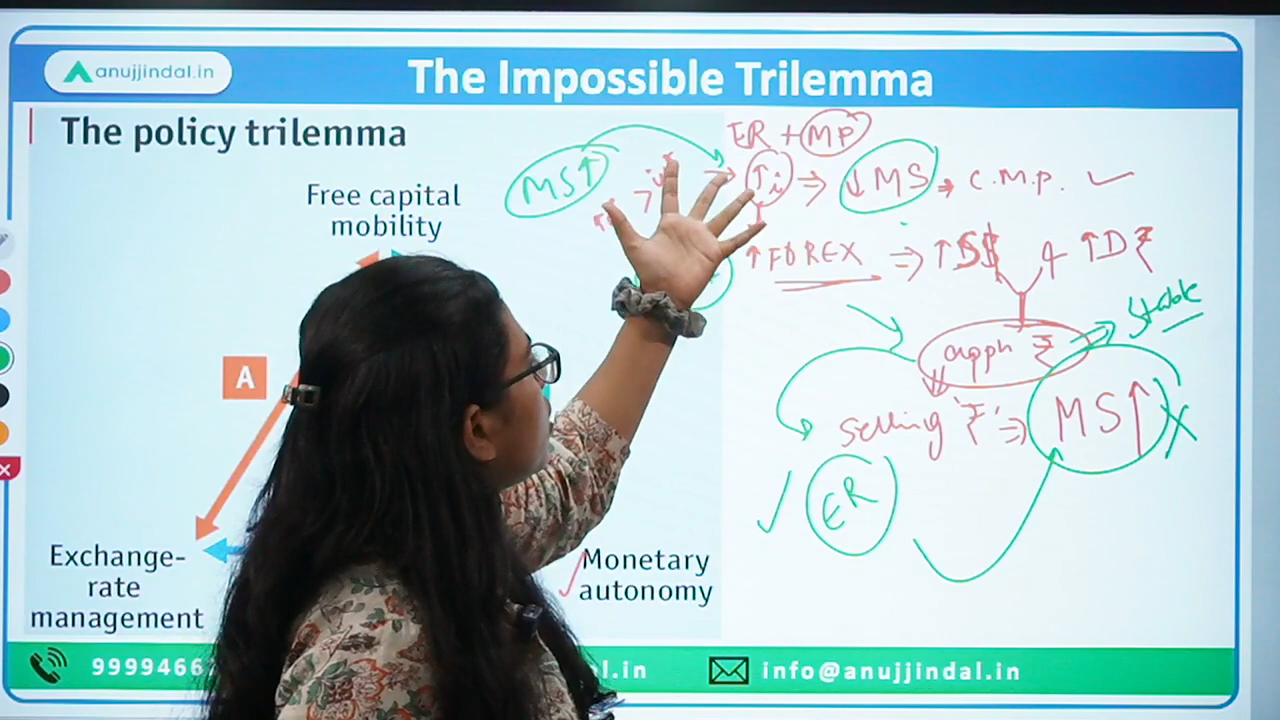 anujjindal.in
The Impossible Trilemma
The policy trilemma
Free capital
mobility
A
Exchange-
rate
management
Monetary
autonomy
ER + MP
MS↑
↑i ⇒ ↓MS → C.M.P. ✓
↑FOREX ⇒ ↑D$ & ↑D₹
₹
Stable
selling '₹' ⇒ MS↑ X
✓ ER
9999466
l.in
info@anujjindal.in